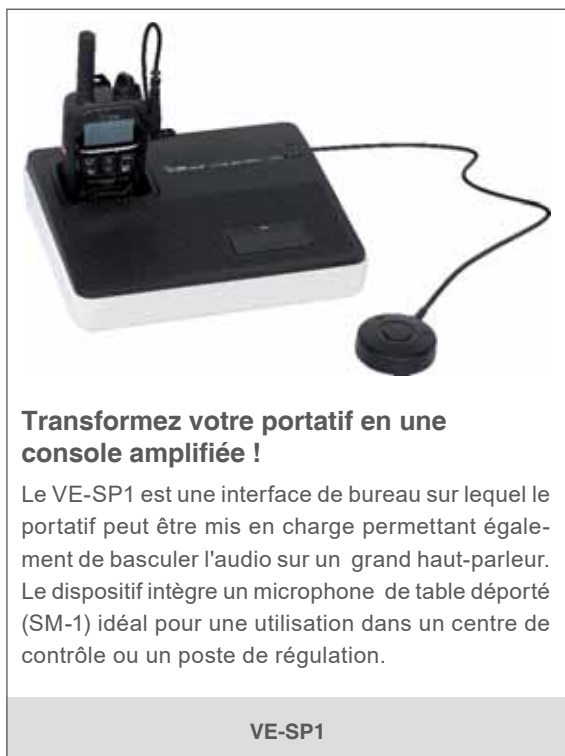 Transformez votre portatif en une
console amplifiée !
Le VE-SP1 est une interface de bureau sur lequel le
portatif peut être mis en charge permettant égale-
ment de basculer l'audio sur un grand haut-parleur.
Le dispositif intègre un microphone de table déporté
(SM-1) idéal pour une utilisation dans un centre de
contrôle ou un poste de régulation.
VE-SP1